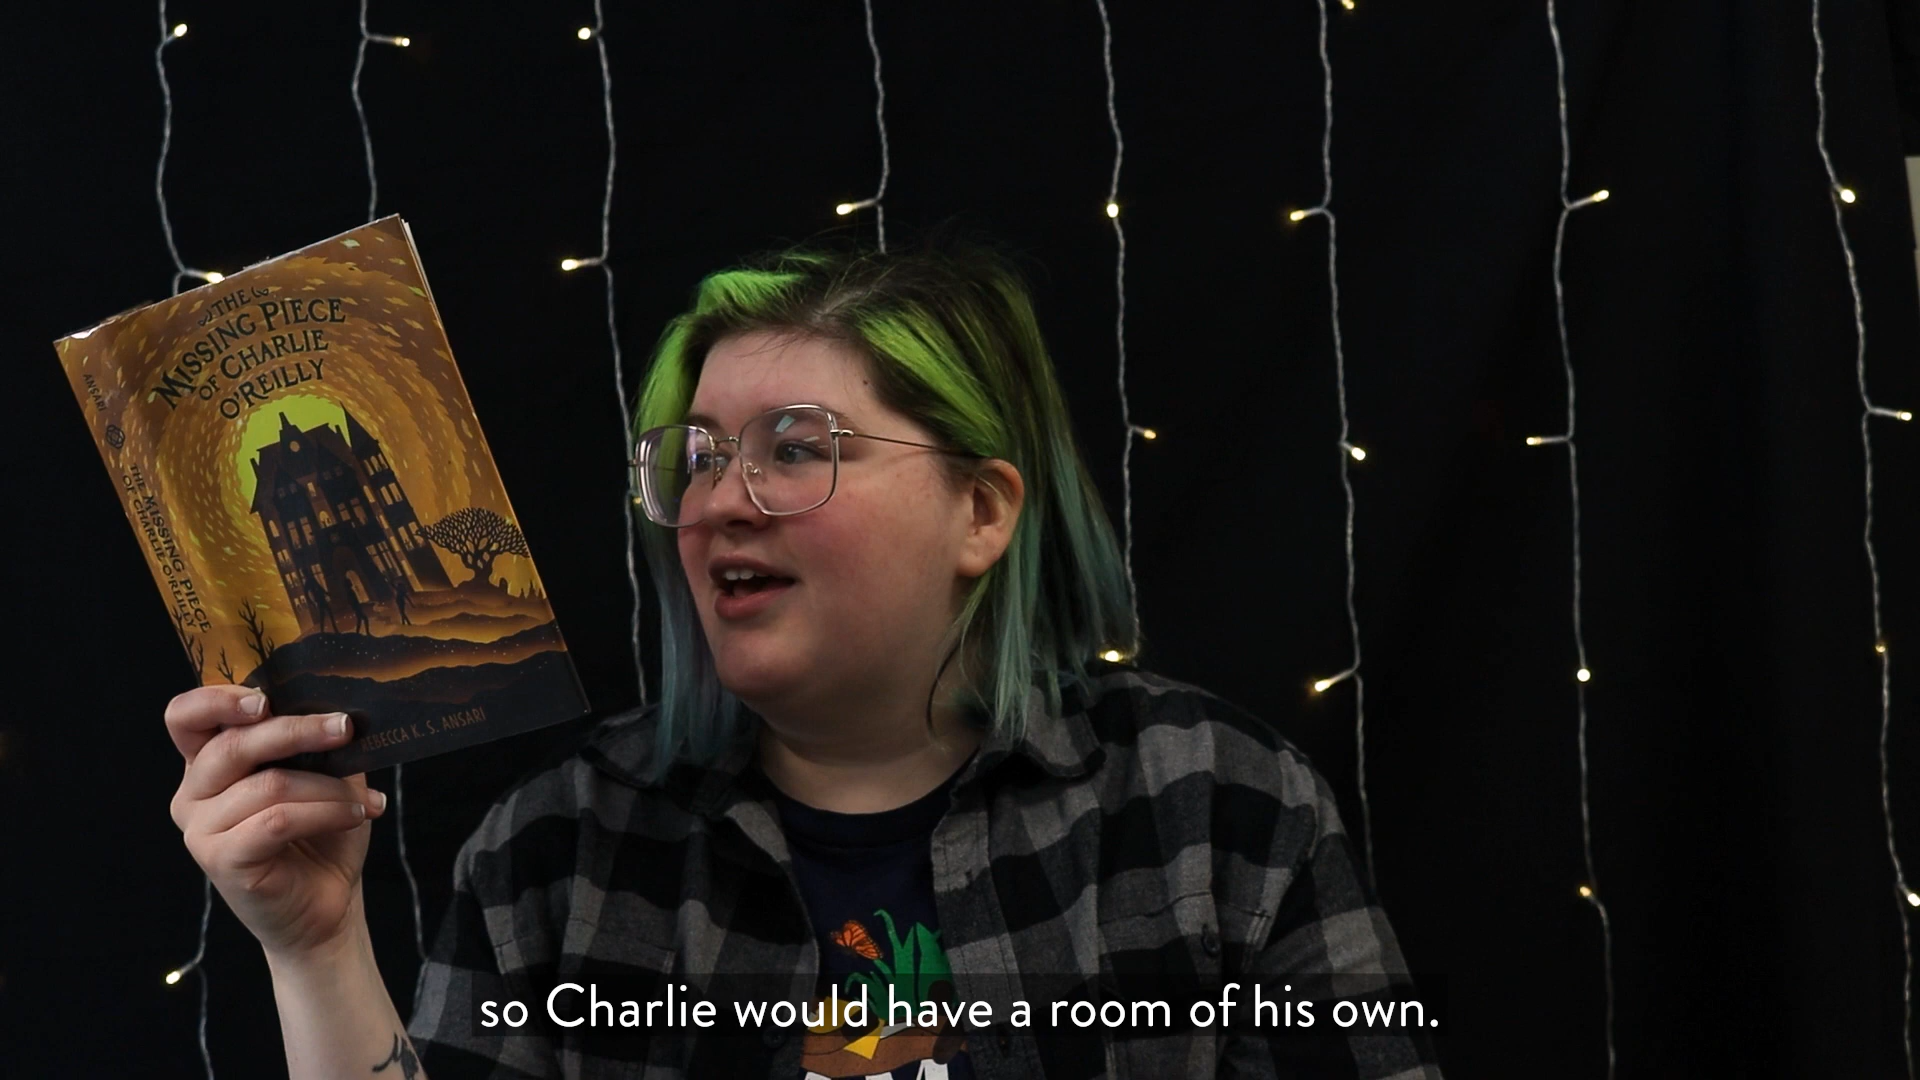 THE
MISSING PIECE
OF CHARLIE
O'REILLY
ANSARI
THE MISSING PIECE
OF CHARLIE O'REILLY
REBECCA K. S. ANSARI
so Charlie would have a room of his own.